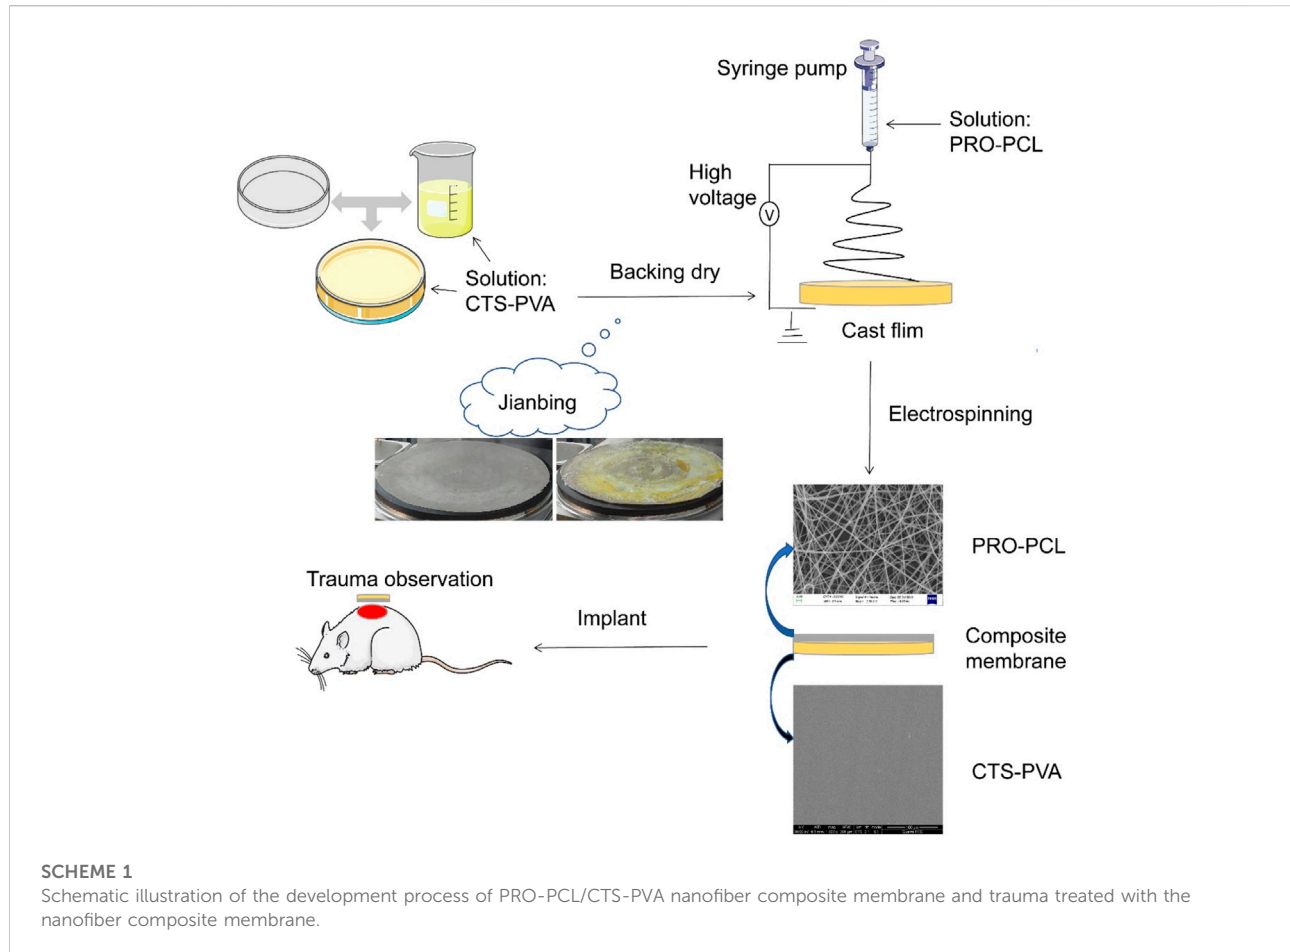 Syringe pump
Solution:
PRO-PCL
High
voltage
V
Solution:
CTS-PVA
Backing dry
Cast flim
Jianbing
Electrospinning
PRO-PCL
Trauma observation
Implant
Composite
membrane
CTS-PVA
SCHEME 1
Schematic illustration of the development process of PRO-PCL/CTS-PVA nanofiber composite membrane and trauma treated with the
nanofiber composite membrane.